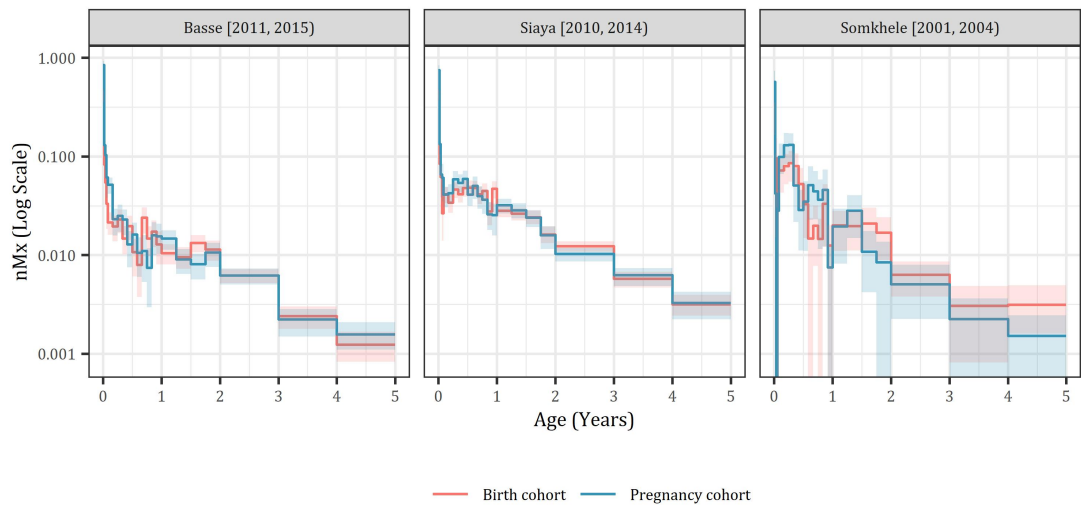 Basse [2011, 2015)
Siaya [2010, 2014)
Somkhele [2001, 2004)
nMx (Log Scale)
1.000
0.100
0.010
0.001
0 1 2 3 4 5
0 1 2 3 4 5
0 1 2 3 4 5
Age (Years)
Birth cohort
Pregnancy cohort